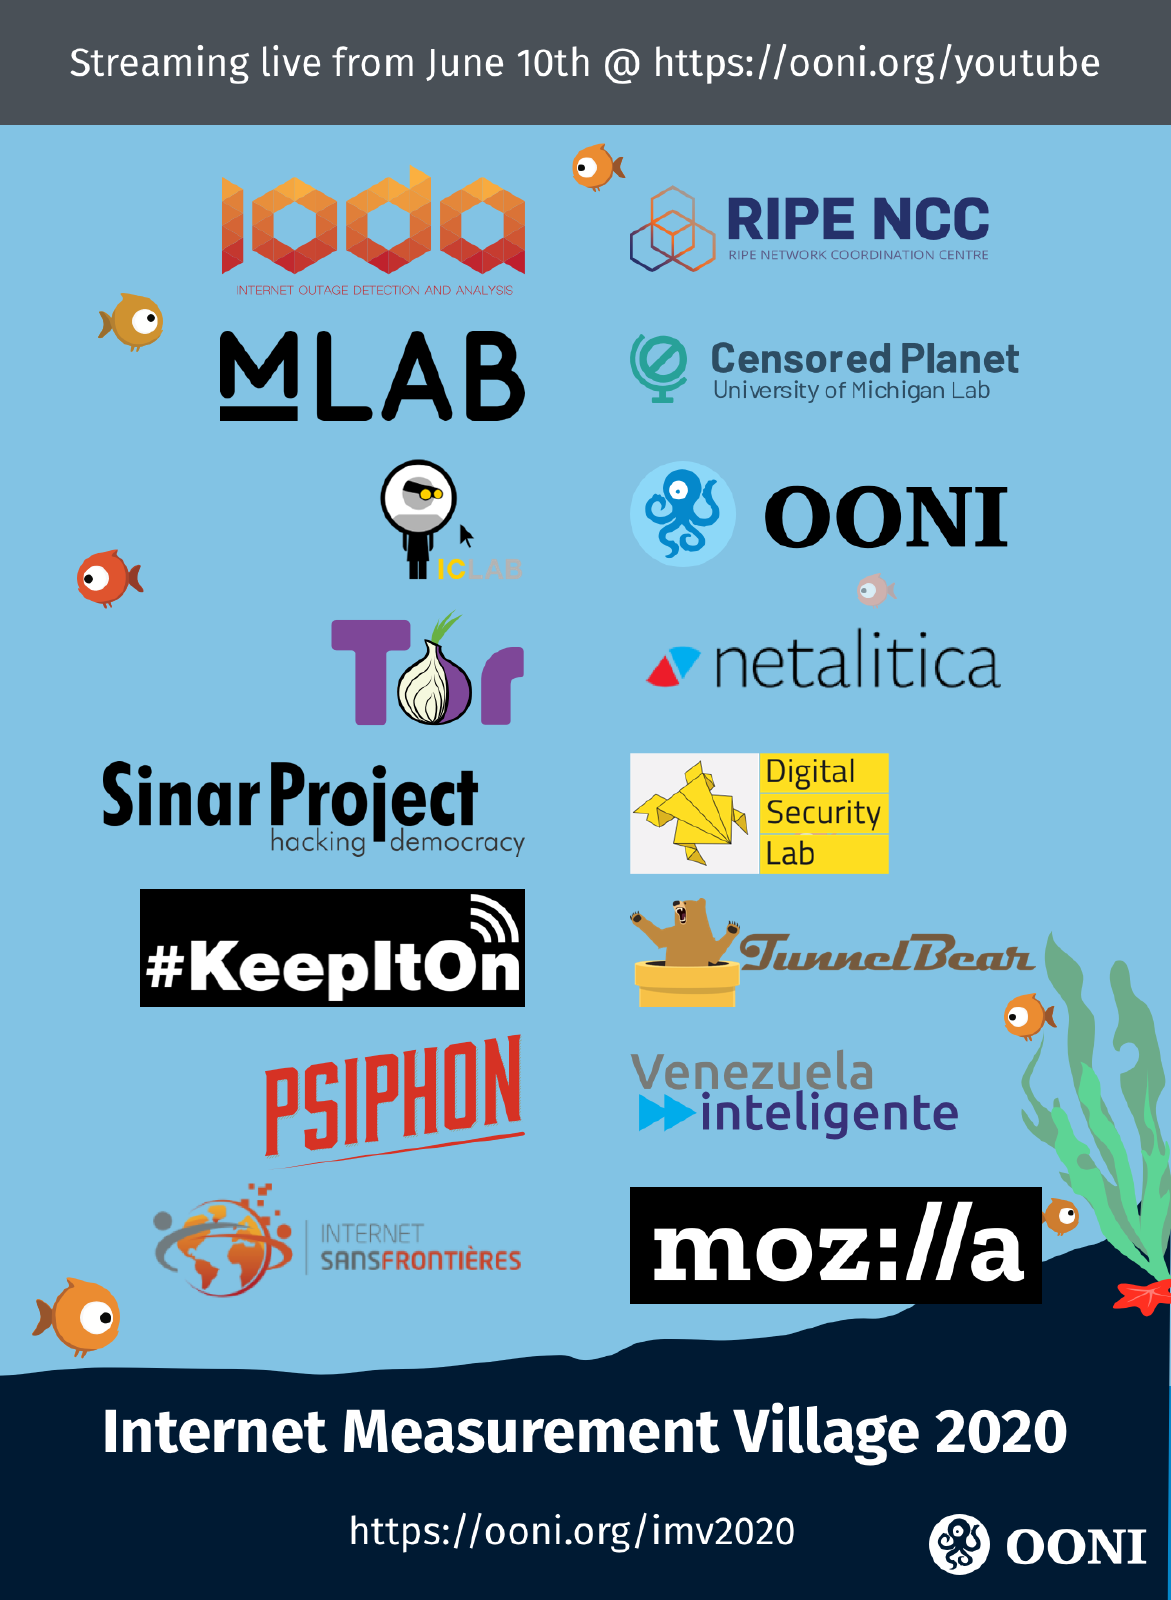 Streaming live from June 10th @ https://ooni.org/youtube
ioda
INTERNET OUTAGE DETECTION AND ANALYSIS
RIPE NCC
RIPE NETWORK COORDINATION CENTRE
MLAB
Censored Planet
University of Michigan Lab
ICLAB
OONI
Tor
netalitica
SinarProject
hacking democracy
Digital
Security
Lab
#KeepItOn
TunnelBear
PSIPHON
Venezuela
inteligente
INTERNET
SANSFRONTIÈRES
moz://a
Internet Measurement Village 2020
https://ooni.org/imv2020
OONI